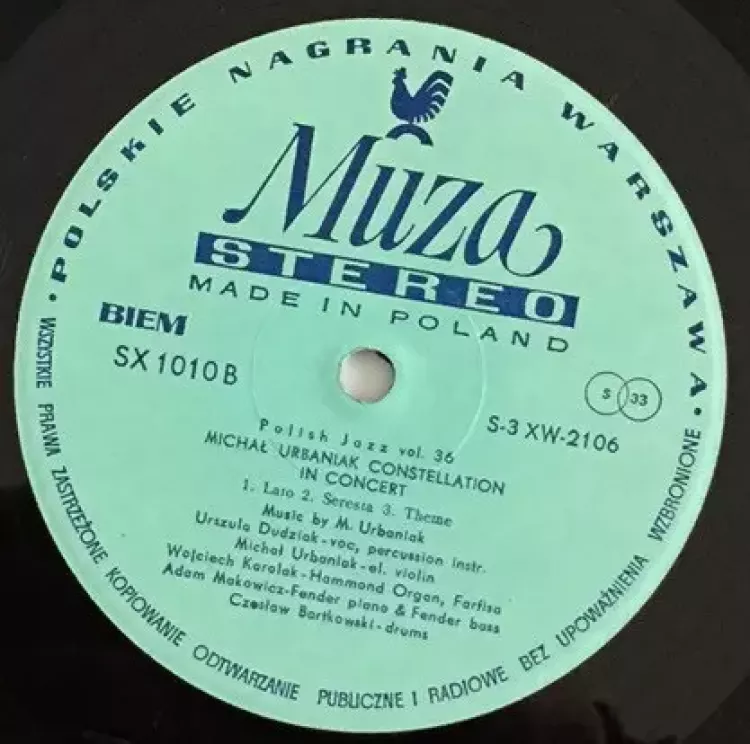 • POLSKIE NAGRANIA WARSZAWA •
Muza
STEREO
MADE IN POLAND
BIEM
SX 1010 B
S 33
S-3 XW-2106
Polish Jazz vol. 36
MICHAŁ URBANIAK CONSTELLATION
IN CONCERT
1. Lato 2. Seresta 3. Theme
Music by M. Urbaniak
Urszula Dudziak-voc, percussion instr.
Michał Urbaniak-el. violin
Wojciech Karolak-Hammond Organ, Farfisa
Adam Makowicz-Fender piano & Fender bass
Czesław Bartkowski-drums
WSZYSTKIE PRAWA ZASTRZEŻONE KOPIOWANIE ODTWARZANIE PUBLICZNE I RADIOWE BEZ UPOWAŻNIENIA WZBRONIONE